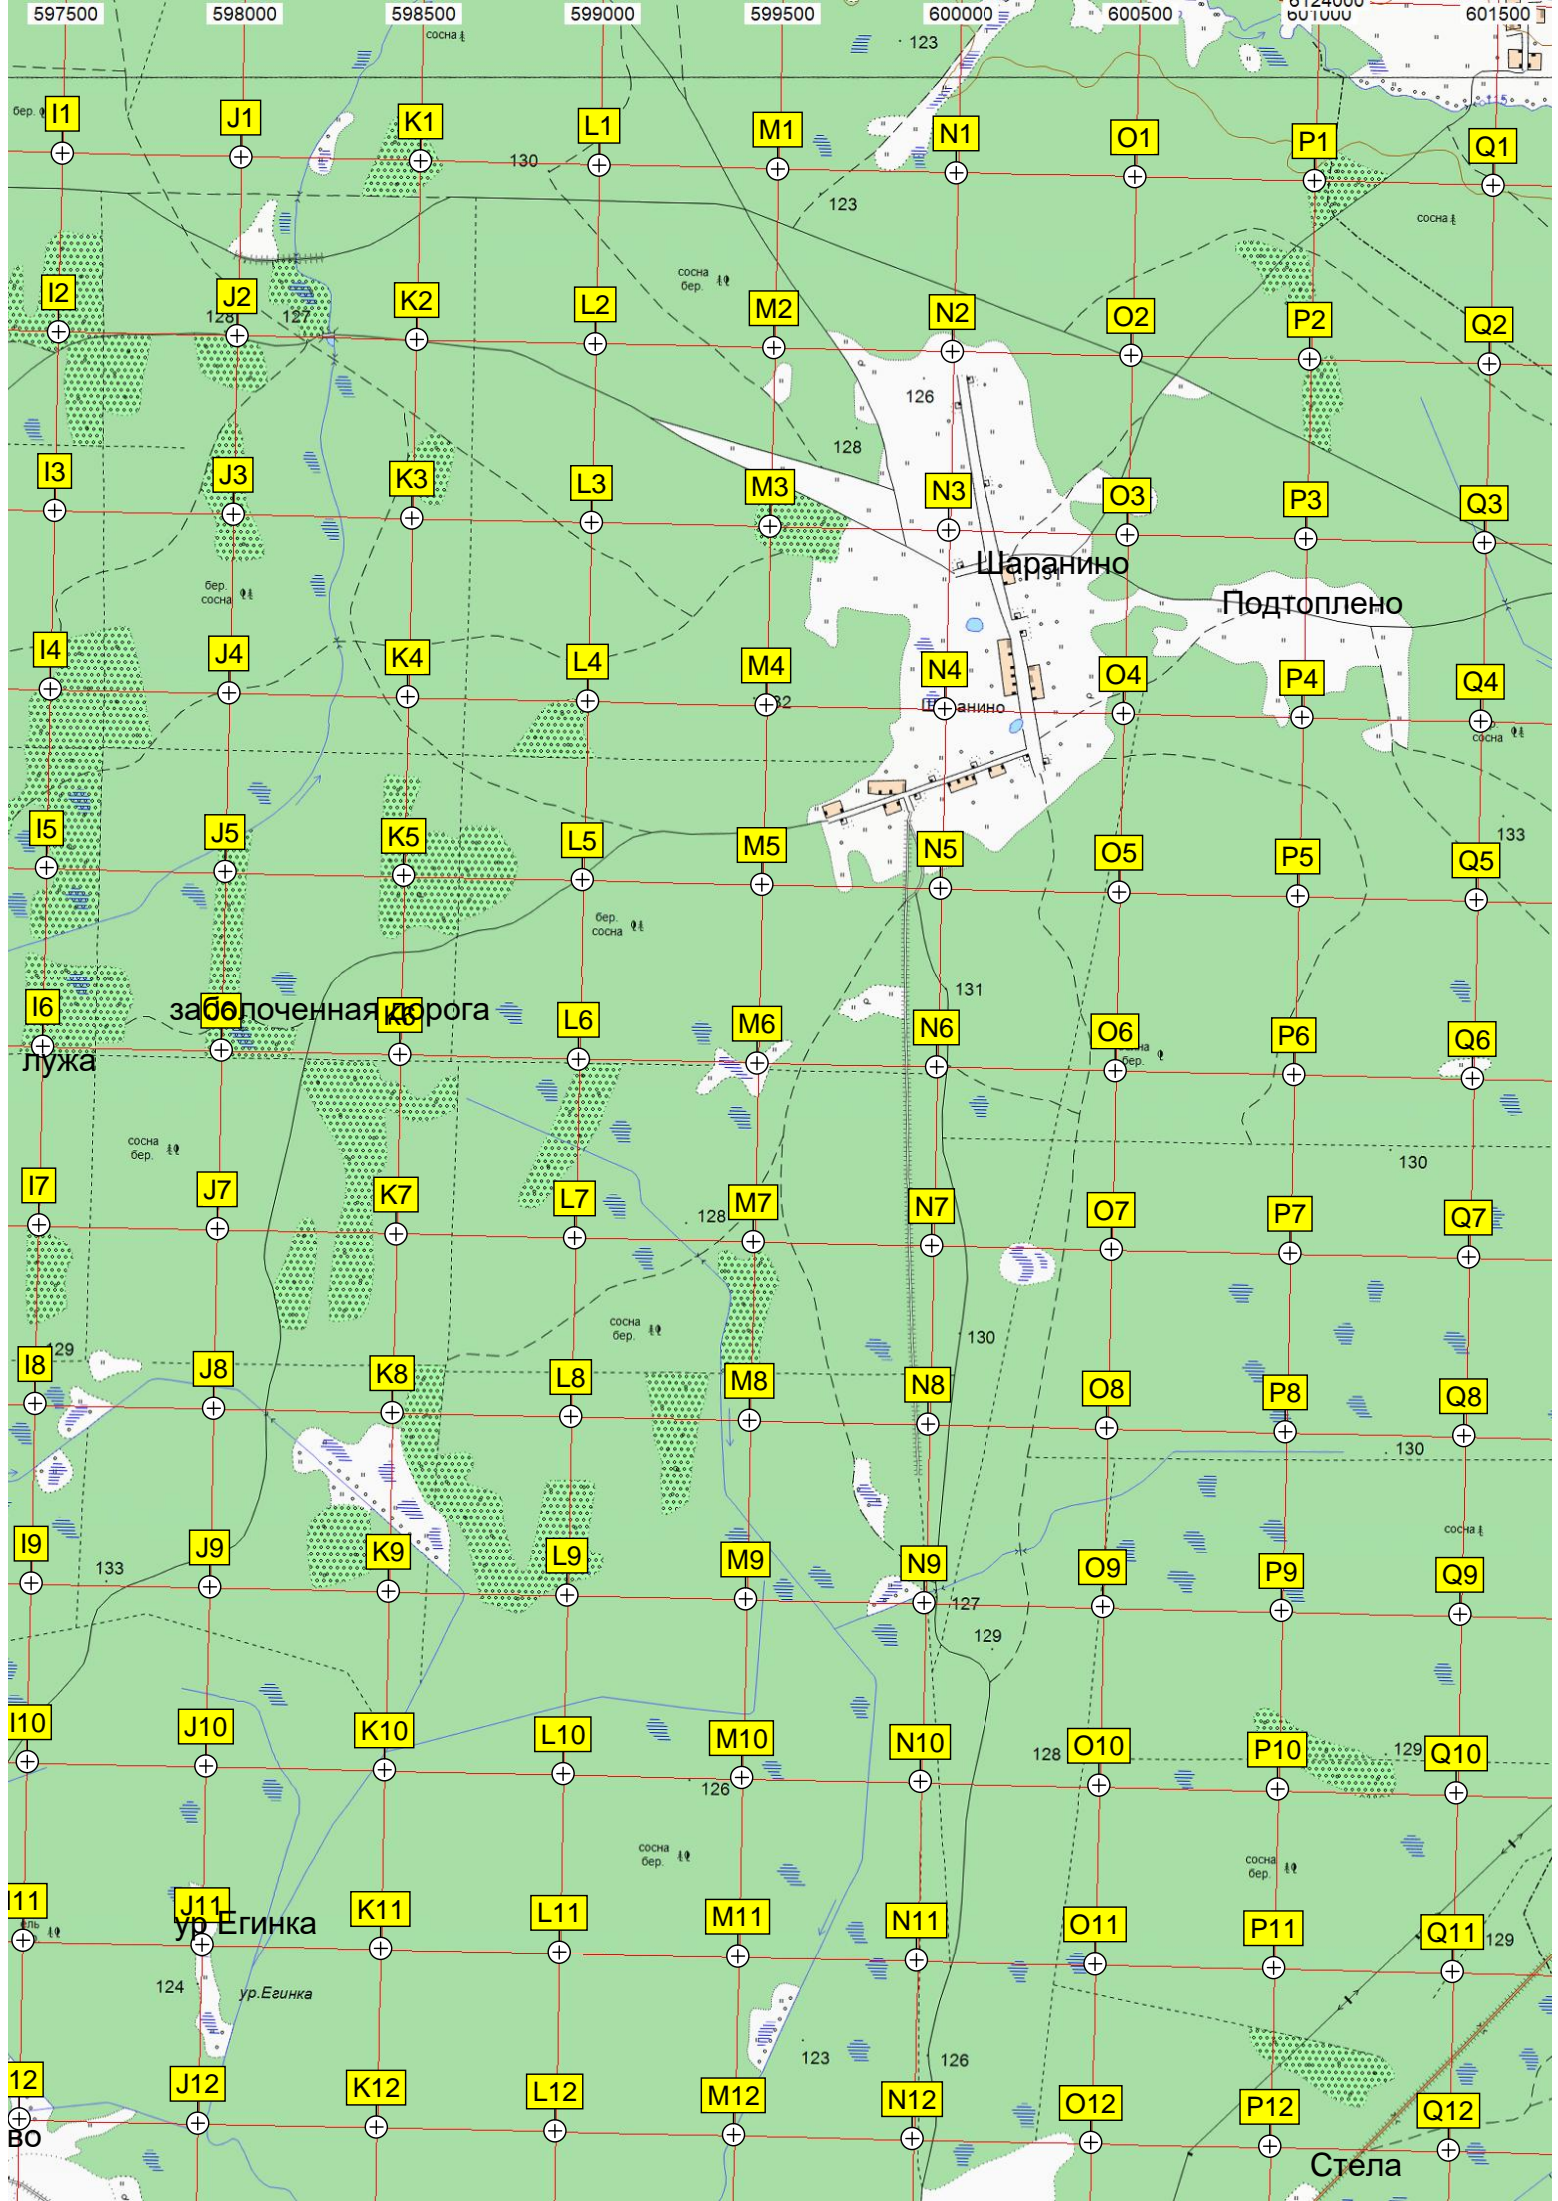 597500 598000 598500 599000 599500 600000 600500 601000 601500
6124000
сосна
123
бер.
I1 J1 K1 L1 M1 N1 O1 P1 Q1
130
123
сосна
сосна
бер.
I2 J2 K2 L2 M2 N2 O2 P2 Q2
128 127
126
128
I3 J3 K3 L3 M3 N3 O3 P3 Q3
Шаранино
131
бер.
сосна
Подтоплено
I4 J4 K4 L4 M4 N4 O4 P4 Q4
132
сосна
133
I5 J5 K5 L5 M5 N5 O5 P5 Q5
бер.
сосна
131
заболоченная дорога
I6 J6 K6 L6 M6 N6 O6 P6 Q6
бер.
лужа
сосна
бер.
130
I7 J7 K7 L7 M7 N7 O7 P7 Q7
128
сосна
бер.
130
129
I8 J8 K8 L8 M8 N8 O8 P8 Q8
130
сосна
I9 J9 K9 L9 M9 N9 O9 P9 Q9
133
127
129
I10 J10 K10 L10 M10 N10 O10 P10 Q10
128
129
126
сосна
бер.
сосна
бер.
I11 J11 K11 L11 M11 N11 O11 P11 Q11
ур Егинка
129
124
ур.Егинка
123
126
12 J12 K12 L12 M12 N12 O12 P12 Q12
во
Стела